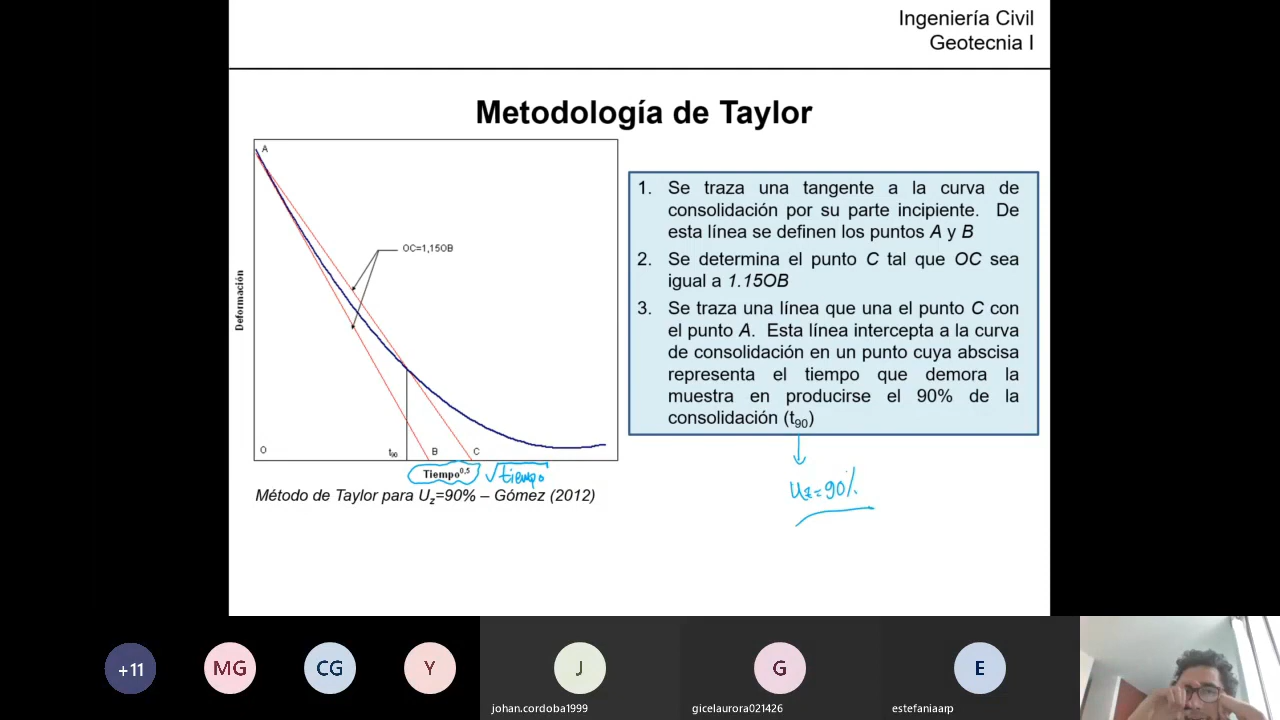 Ingeniería Civil
Geotecnia I
Metodología de Taylor
A
OC=1,15OB
Deformación
O
t90
B
C
Tiempo0,5
√tiempo
Método de Taylor para Uz=90% – Gómez (2012)
1. Se traza una tangente a la curva de
consolidación por su parte incipiente. De
esta línea se definen los puntos A y B
2. Se determina el punto C tal que OC sea
igual a 1.15OB
3. Se traza una línea que una el punto C con
el punto A. Esta línea intercepta a la curva
de consolidación en un punto cuya abscisa
representa el tiempo que demora la
muestra en producirse el 90% de la
consolidación (t90)
Uz=90%
+11
MG
CG
Y
J
johan.cordoba1999
G
gicelaurora021426
E
estefaniaarp